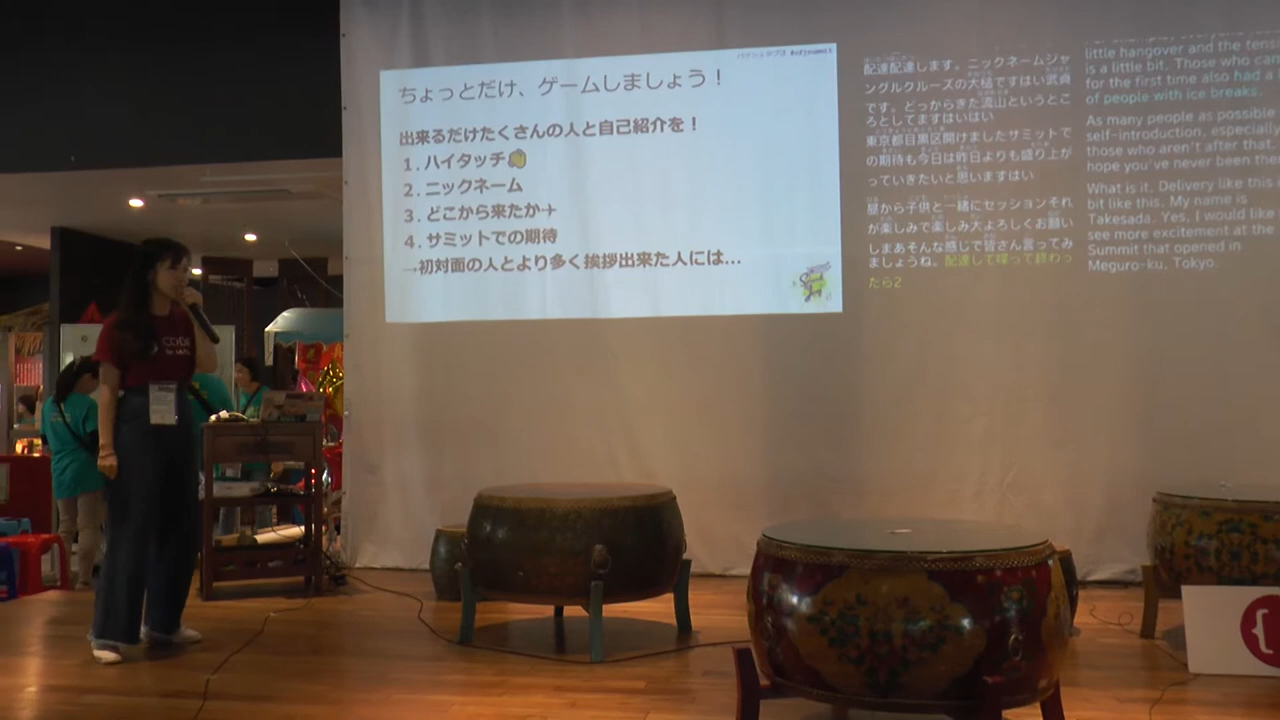 ちょっとだけ、ゲームしましょう！
出来るだけたくさんの人と自己紹介を！
1. ハイタッチ👏
2. ニックネーム
3. どこから来たか✈
4. サミットでの期待
→初対面の人とより多く挨拶出来た人には…
配達配達します。ニックネームジャ
ングルクルーズの大槌ですはい武貞
です。どっからきた流山というとこ
ろとしてますはいはい
東京都目黒区開けましたサミットで
の期待も今日は昨日よりも盛り上が
っていきたいと思いますはい
昼から子供と一緒にセッションそれ
が楽しみで楽しみ大よろしくお願い
しまあそんな感じで皆さん言ってみ
ましょうね。配達して喋って終わっ
たら2
little hangover and the tens
is a little bit. Those who can
for the first time also had a
of people with ice breaks.
As many people as possible
self-introduction, especially
those who aren't after that.
hope you've never been there
What is it. Delivery like this
bit like this. My name is
Takesada. Yes, I would like
see more excitement at the
Summit that opened in
Meguro-ku, Tokyo.
CODE